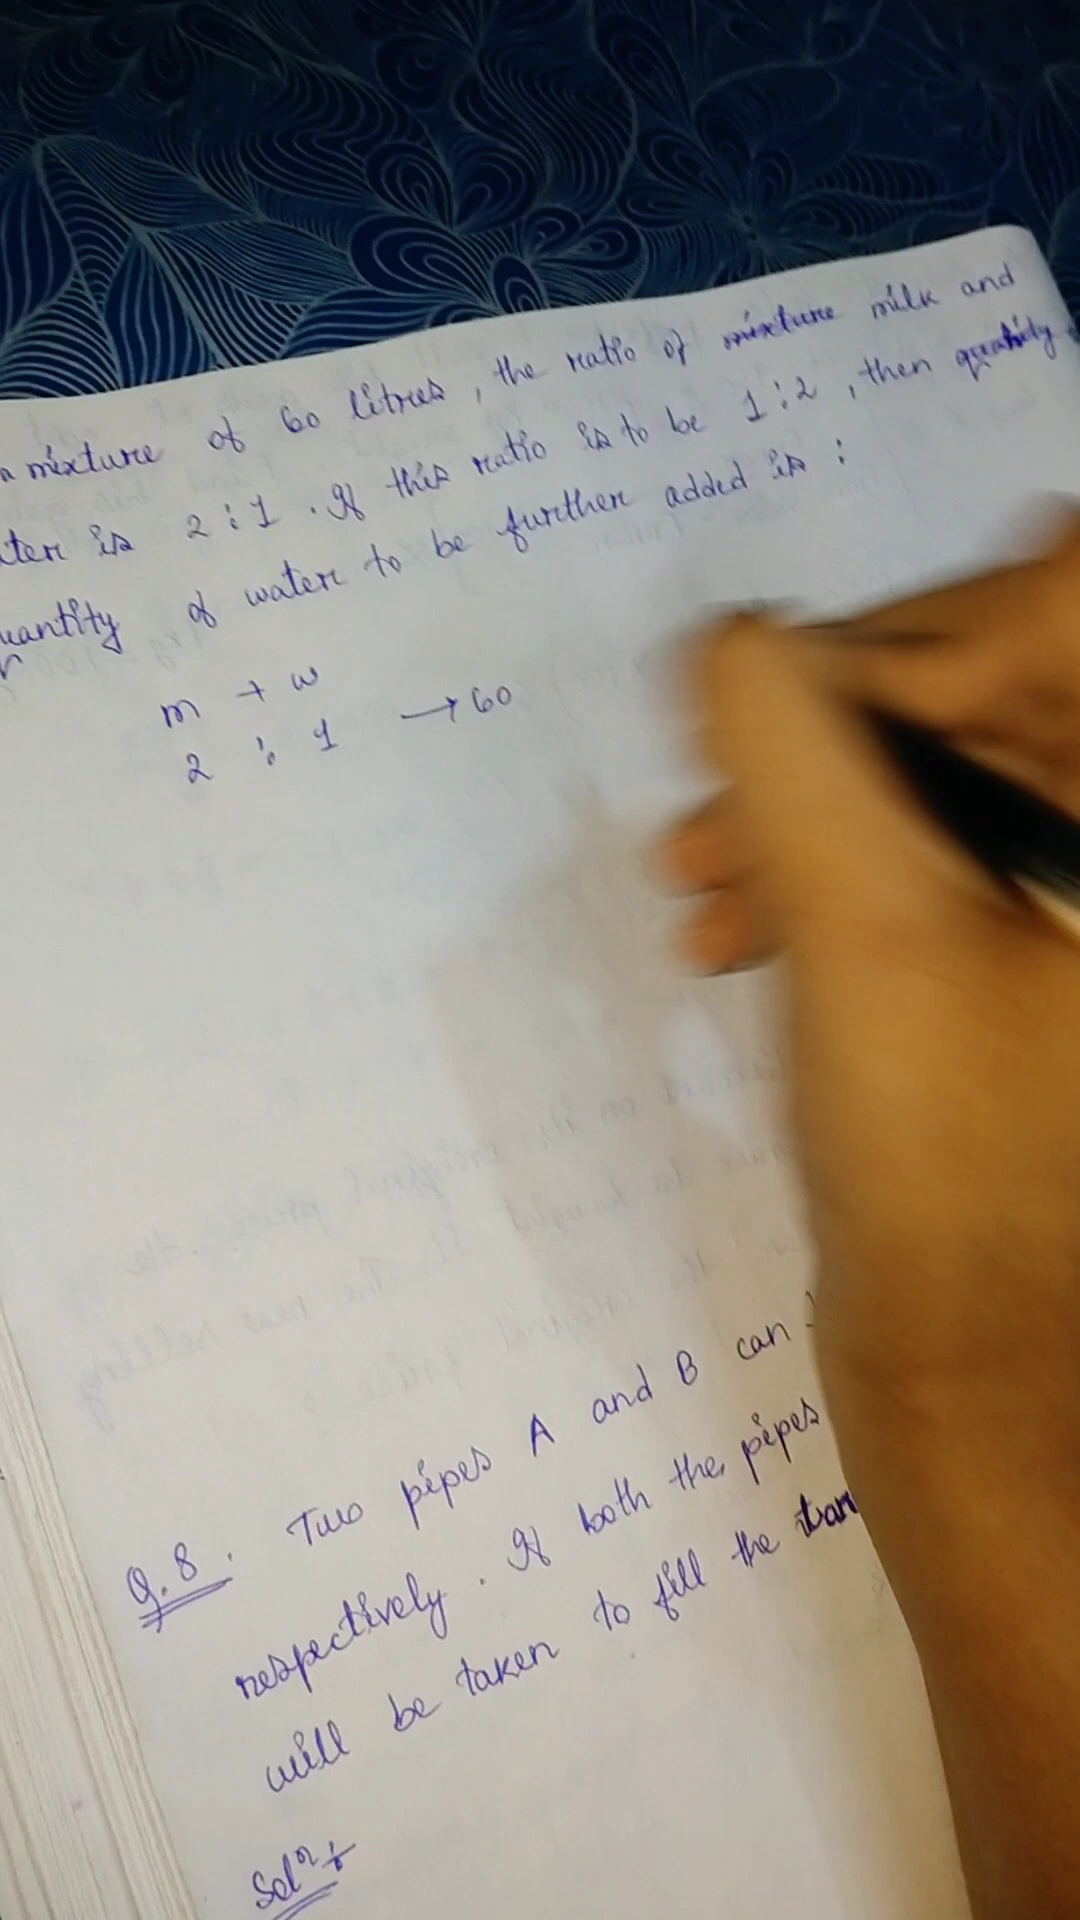 mixture of 60 litres, the ratio of mixture milk and
is 2:1. If this ratio is to be 1:2, then quantity
of water to be further added is:
m + w
2 : 1 → 60
Q.8. Two pipes A and B can
respectively. If both the pipes
will be taken to fill the
Solⁿ: